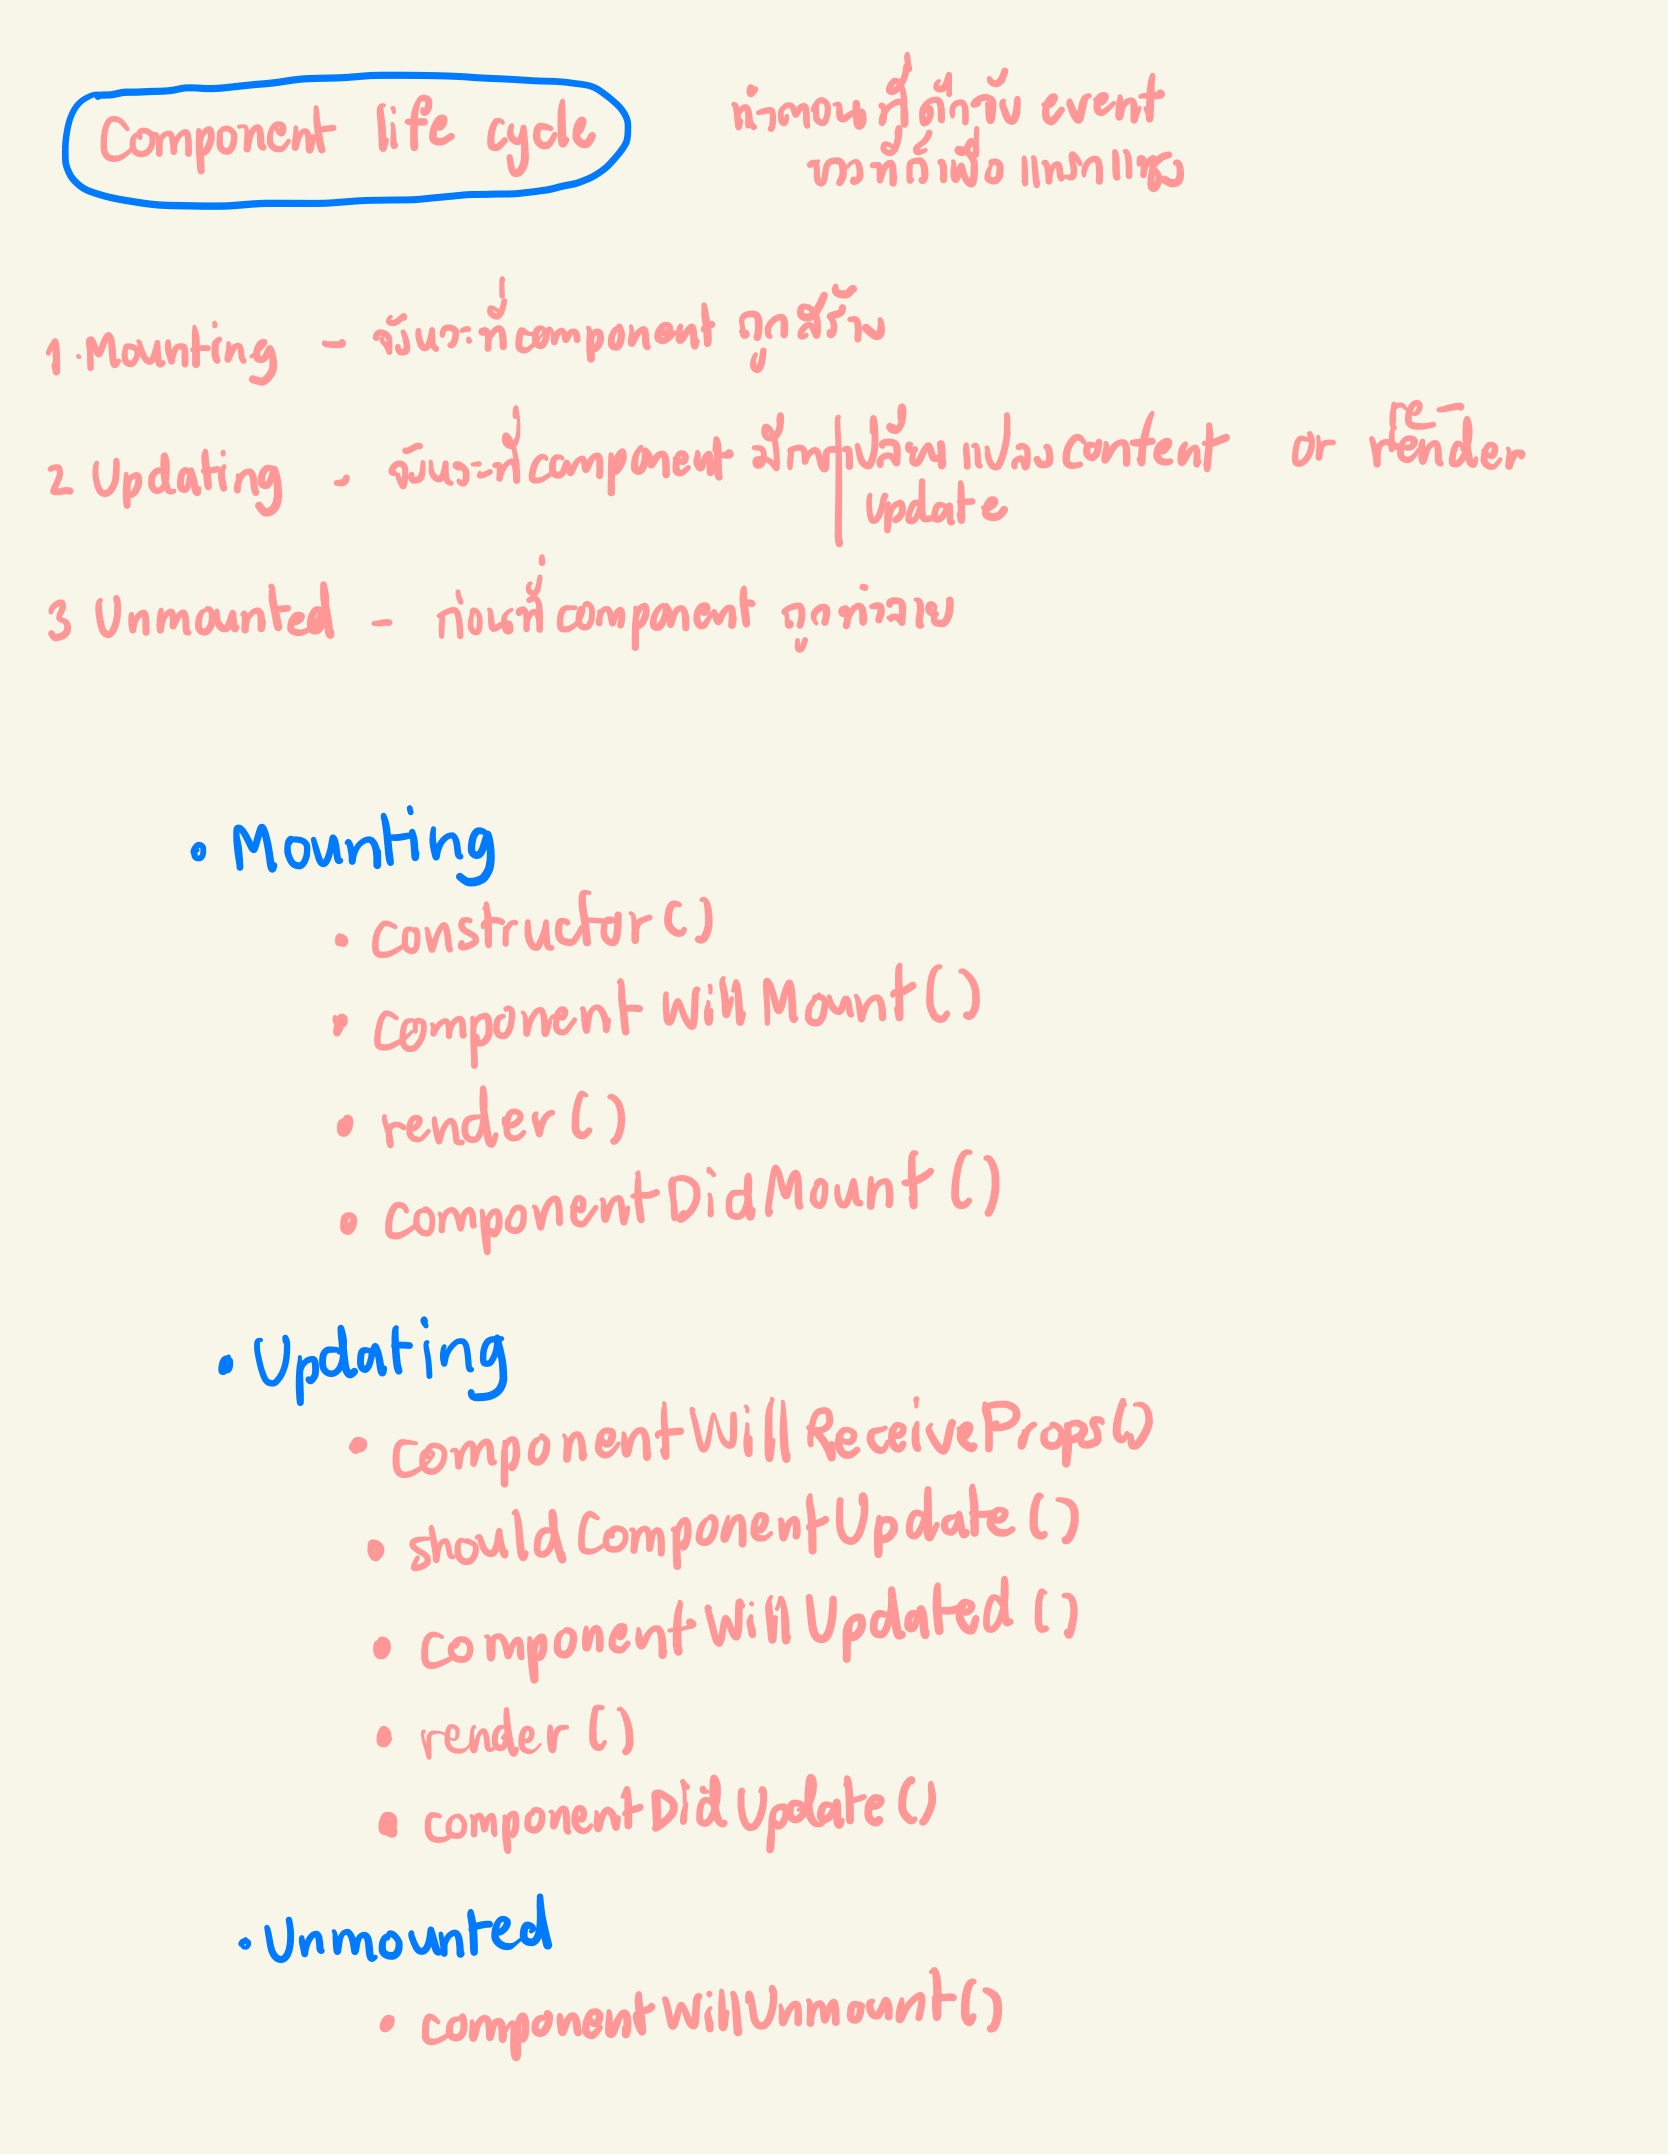 Component life cycle
ทำตอนที่ดักจับ event
บางทีก็เพื่อ แทรกแซง
1. Mounting - จังหวะที่ component ถูกสร้าง
2 Updating - จังหวะที่ component มีการเปลี่ยนแปลง content or re-render
update
3 Unmounted - ก่อนที่ component ถูกทำลาย
• Mounting
• constructor()
• componentWillMount()
• render()
• componentDidMount()
• Updating
• componentWillReceiveProps()
• shouldComponentUpdate()
• componentWillUpdated()
• render()
• componentDidUpdate()
• Unmounted
• componentWillUnmount()